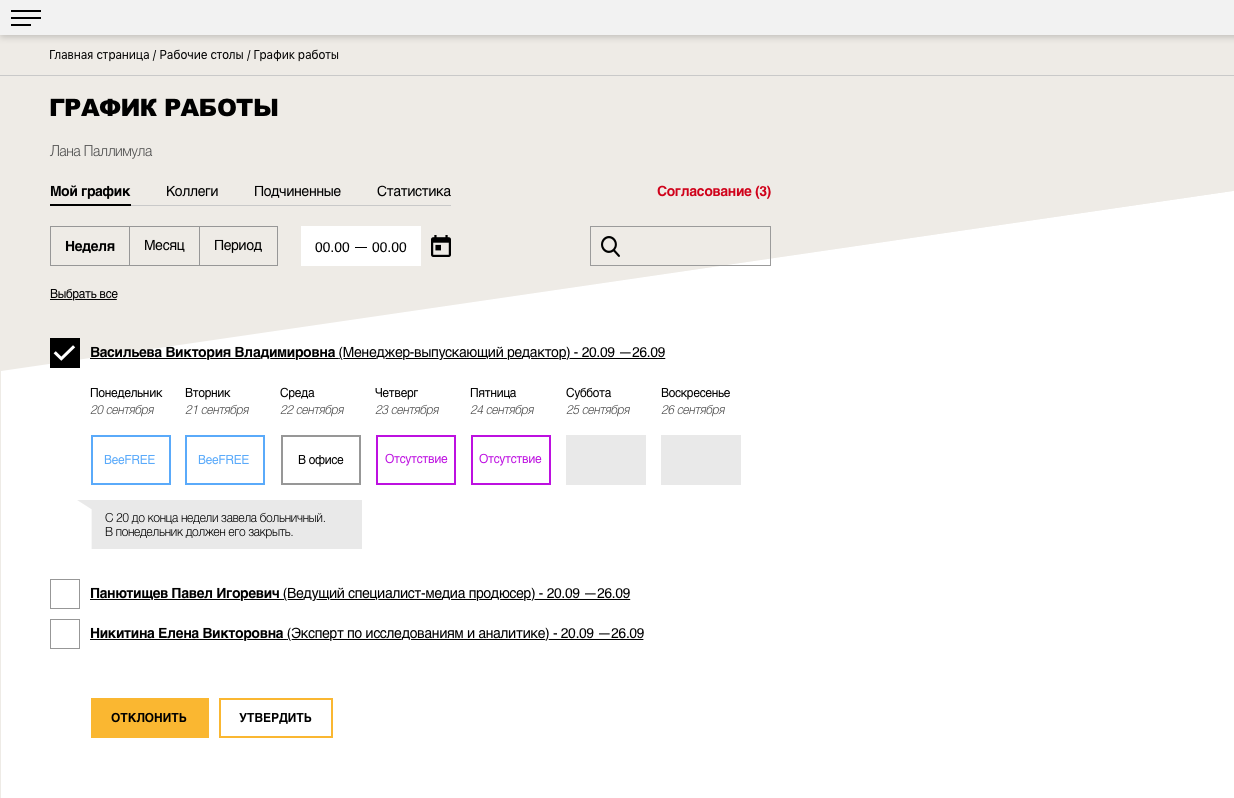 Главная страница / Рабочие столы / График работы
ГРАФИК РАБОТЫ
Лана Паллимула
Мой график Коллеги Подчиненные Статистика Согласование (3)
Неделя Месяц Период 00.00 — 00.00
Выбрать все
Васильева Виктория Владимировна (Менеджер-выпускающий редактор) - 20.09 —26.09
Понедельник Вторник Среда Четверг Пятница Суббота Воскресенье
20 сентября 21 сентября 22 сентября 23 сентября 24 сентября 25 сентября 26 сентября
BeeFREE BeeFREE В офисе Отсутствие Отсутствие
С 20 до конца недели завела больничный.
В понедельник должен его закрыть.
Панютищев Павел Игоревич (Ведущий специалист-медиа продюсер) - 20.09 —26.09
Никитина Елена Викторовна (Эксперт по исследованиям и аналитике) - 20.09 —26.09
ОТКЛОНИТЬ УТВЕРДИТЬ